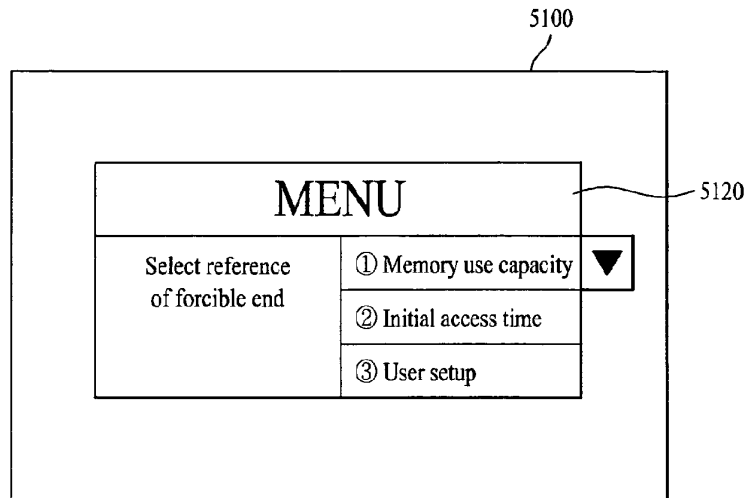 5100
MENU
5120
Select reference
of forcible end
① Memory use capacity ▼
② Initial access time
③ User setup